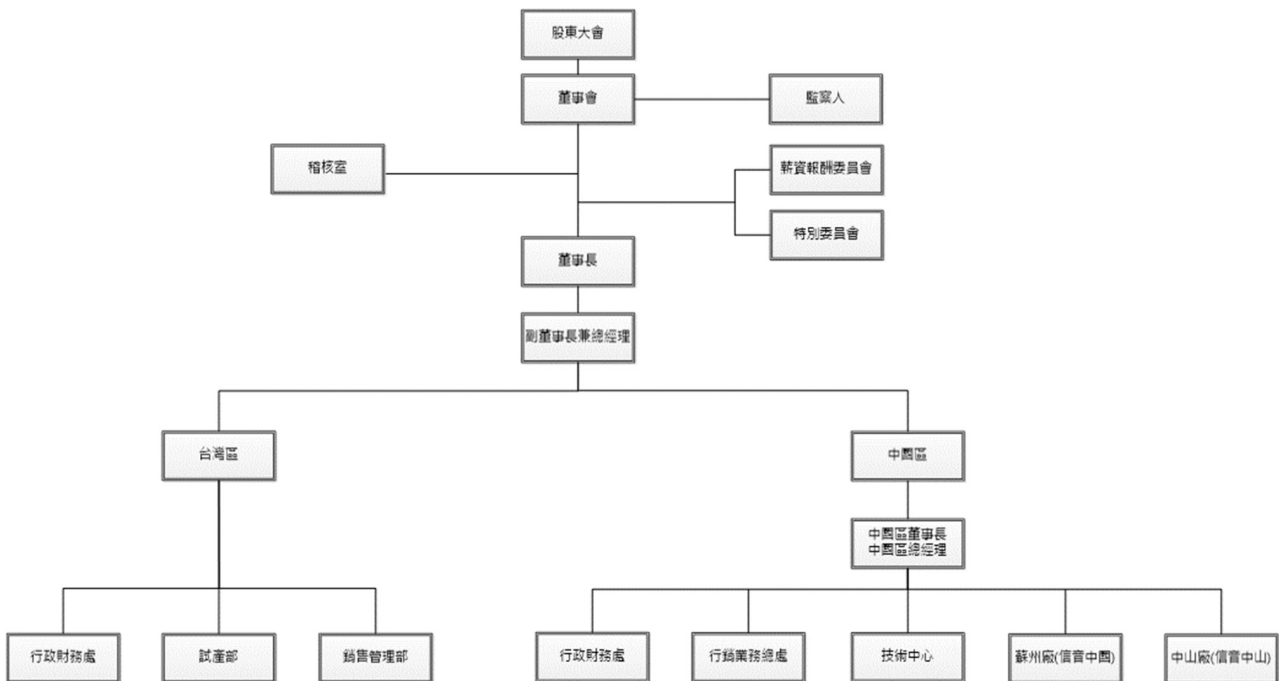 股東大會
董事會
監察人
稽核室
薪資報酬委員會
特別委員會
董事長
副董事長兼總經理
台灣區
中國區
中國區董事長
中國區總經理
行政財務處
試產部
銷售管理部
行政財務處
行銷業務總處
技術中心
蘇州廠(信音中國)
中山廠(信音中山)